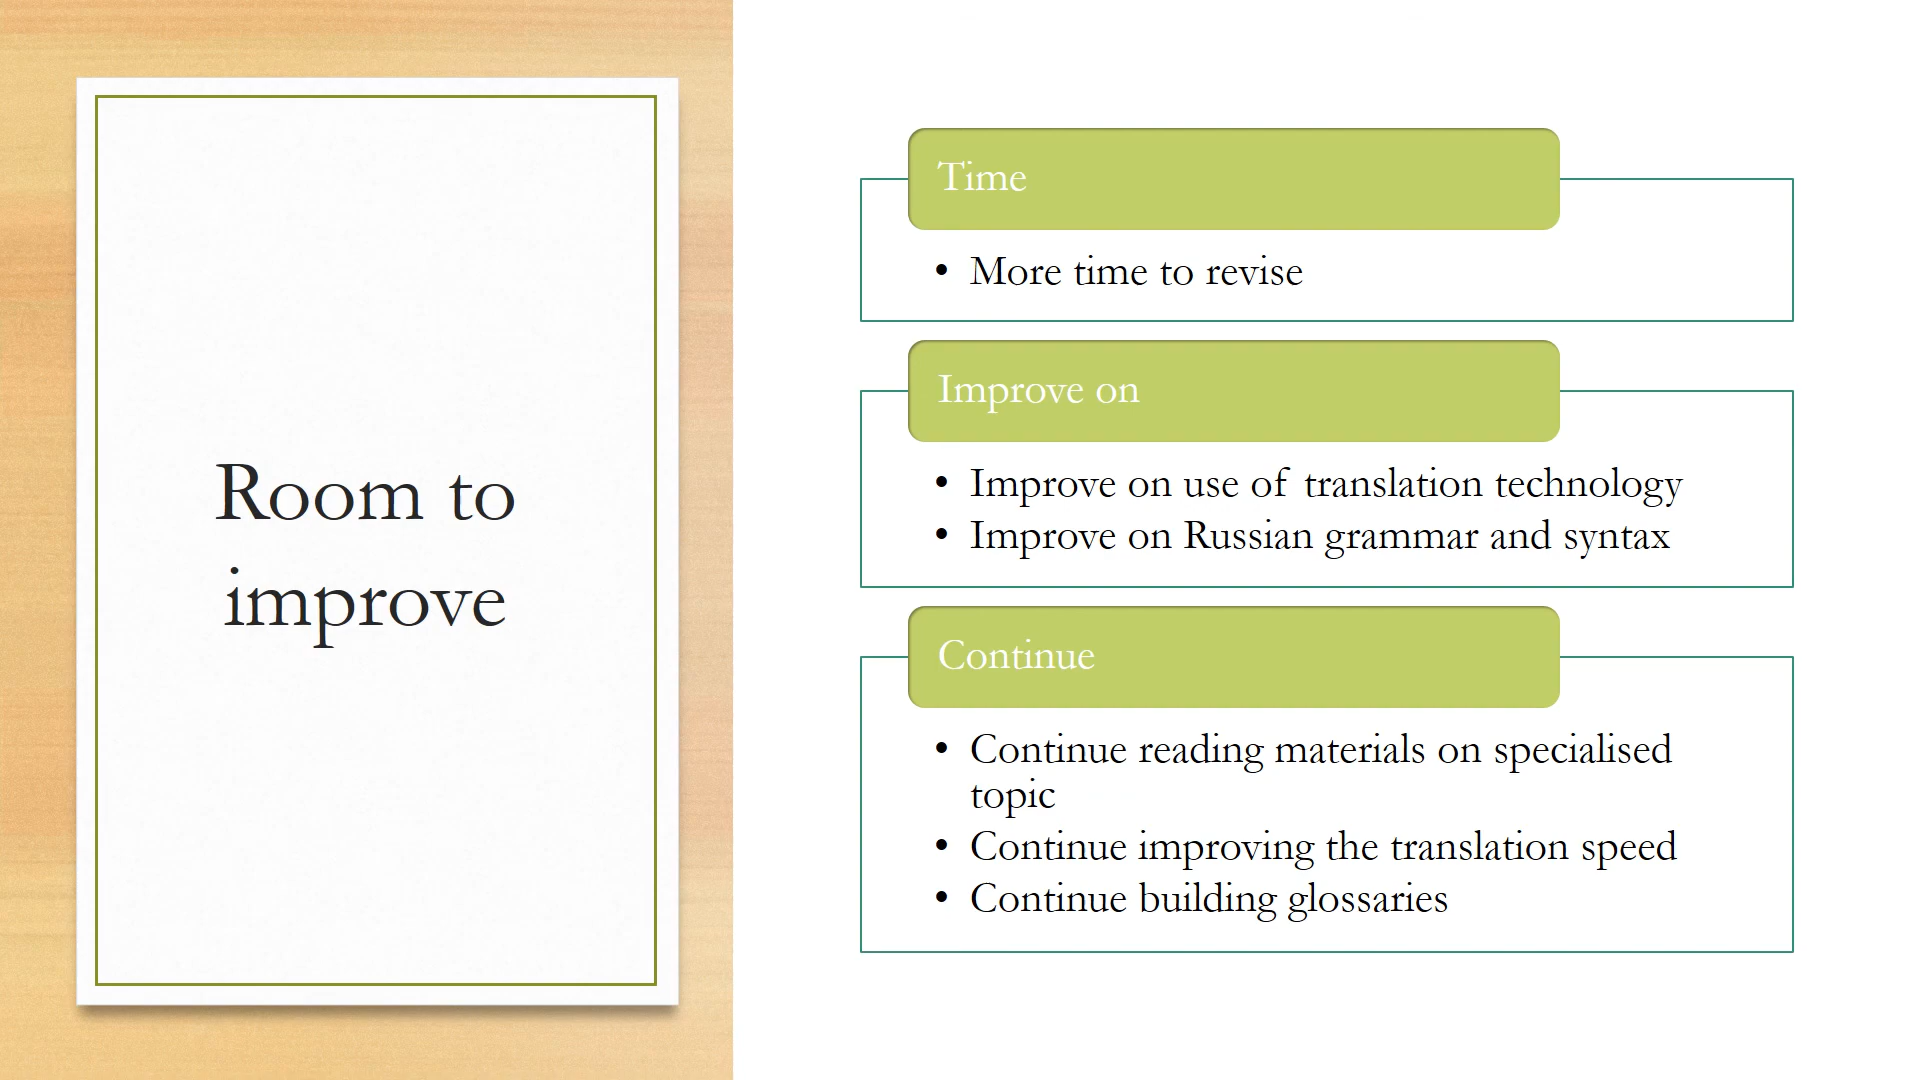 Room to
improve
Time
• More time to revise
Improve on
• Improve on use of translation technology
• Improve on Russian grammar and syntax
Continue
• Continue reading materials on specialised
topic
• Continue improving the translation speed
• Continue building glossaries